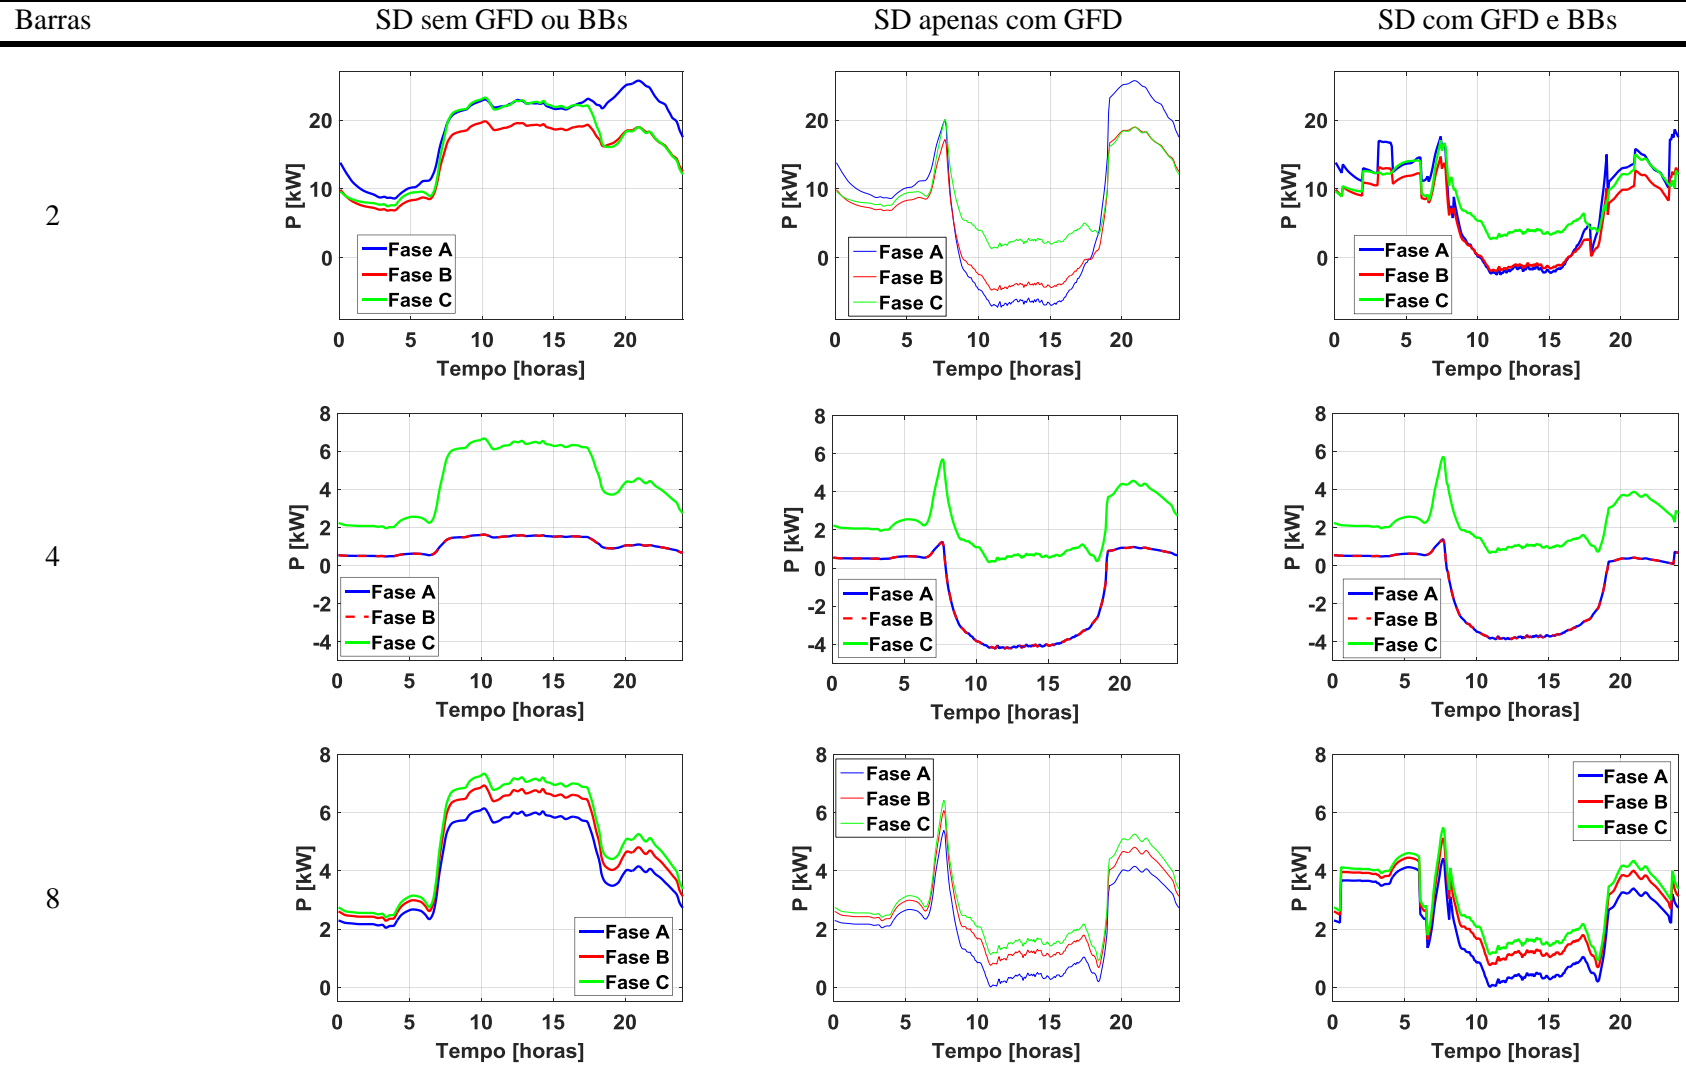 Barras SD sem GFD ou BBs SD apenas com GFD SD com GFD e BBs
2
P [kW]
20
10
0
Fase A
Fase B
Fase C
0 5 10 15 20
Tempo [horas]
P [kW]
20
10
0
Fase A
Fase B
Fase C
0 5 10 15 20
Tempo [horas]
P [kW]
20
10
0
Fase A
Fase B
Fase C
0 5 10 15 20
Tempo [horas]
4
P [kW]
8
6
4
2
0
-2
-4
Fase A
Fase B
Fase C
0 5 10 15 20
Tempo [horas]
P [kW]
8
6
4
2
0
-2
-4
Fase A
Fase B
Fase C
0 5 10 15 20
Tempo [horas]
P [kW]
8
6
4
2
0
-2
-4
Fase A
Fase B
Fase C
0 5 10 15 20
Tempo [horas]
8
P [kW]
8
6
4
2
0
Fase A
Fase B
Fase C
0 5 10 15 20
Tempo [horas]
P [kW]
8
6
4
2
0
Fase A
Fase B
Fase C
0 5 10 15 20
Tempo [horas]
P [kW]
8
6
4
2
0
Fase A
Fase B
Fase C
0 5 10 15 20
Tempo [horas]